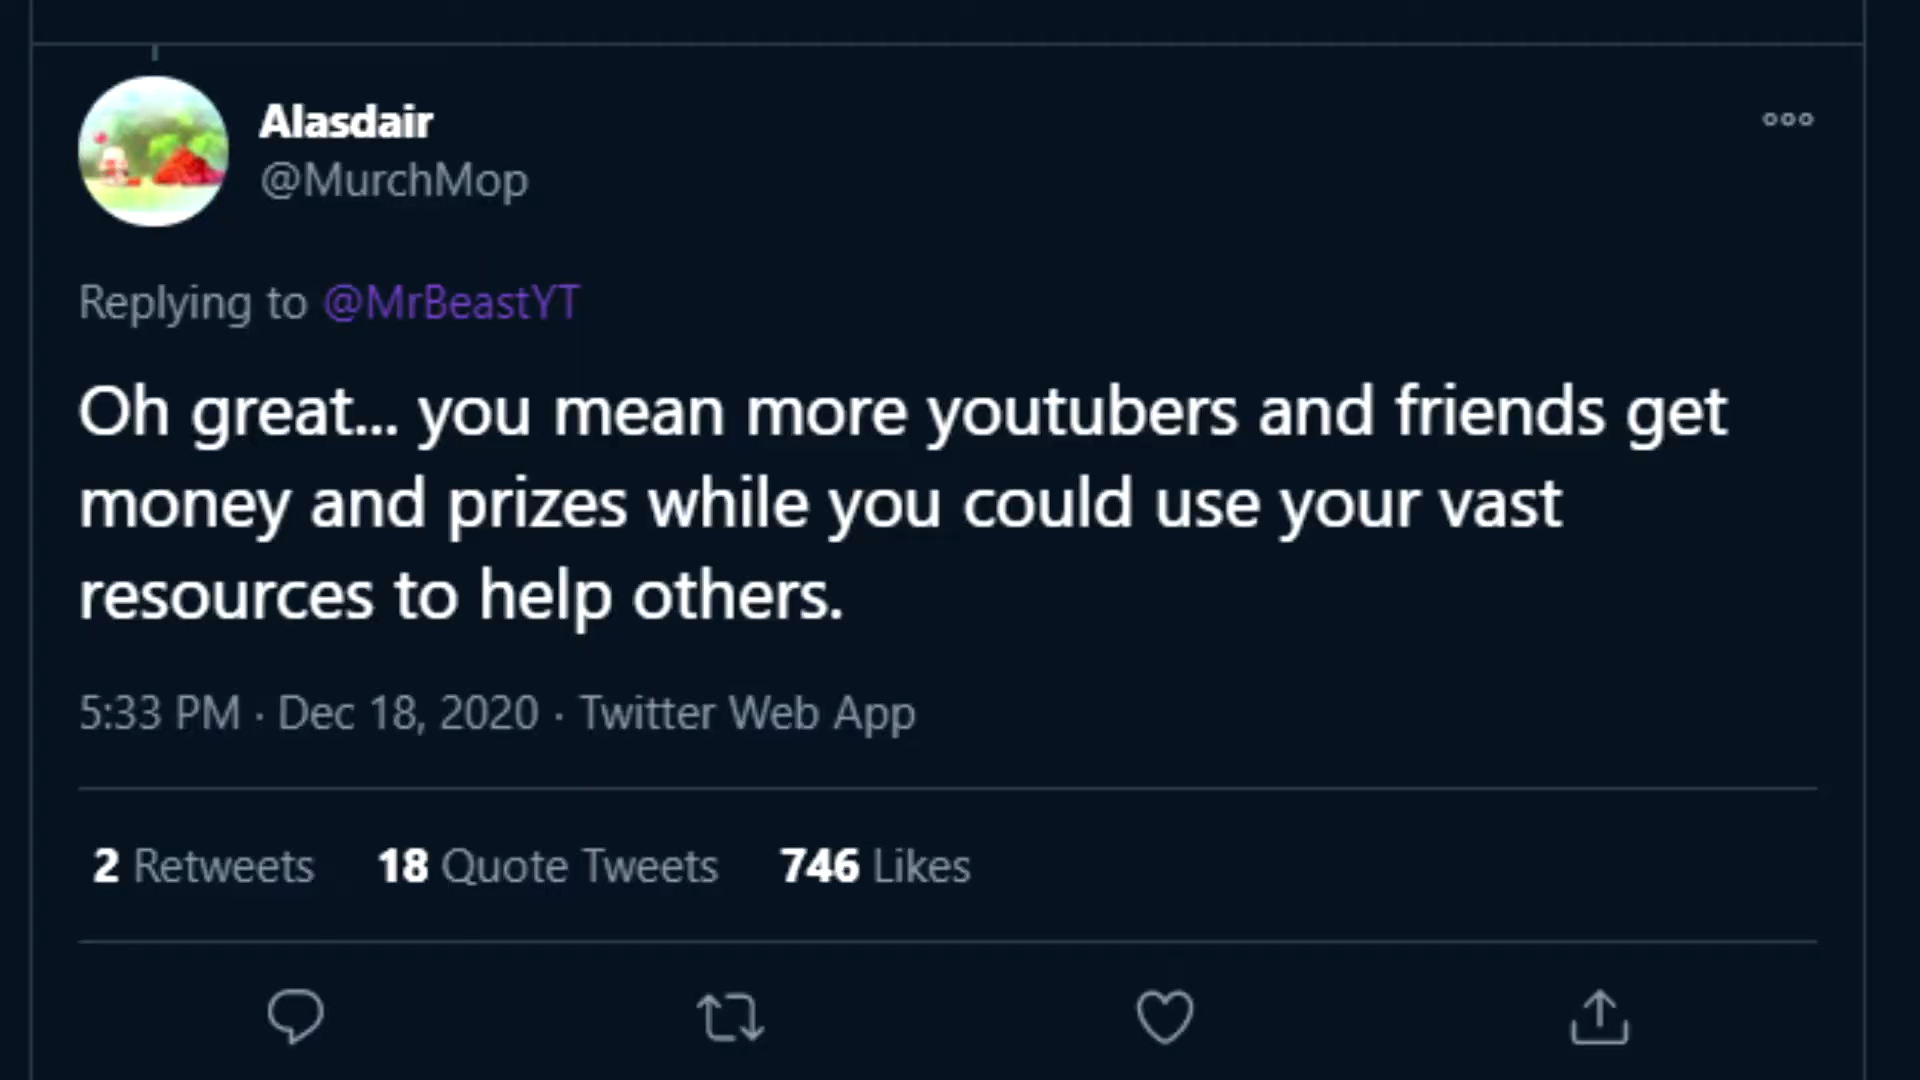 Alasdair
@MurchMop
Replying to @MrBeastYT
Oh great... you mean more youtubers and friends get
money and prizes while you could use your vast
resources to help others.
5:33 PM · Dec 18, 2020 · Twitter Web App
2 Retweets 18 Quote Tweets 746 Likes